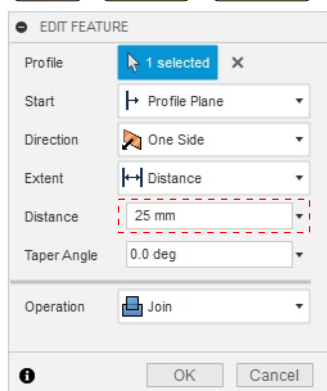 EDIT FEATURE
Profile 1 selected
Start Profile Plane
Direction One Side
Extent Distance
Distance 25 mm
Taper Angle 0.0 deg
Operation Join
OK Cancel